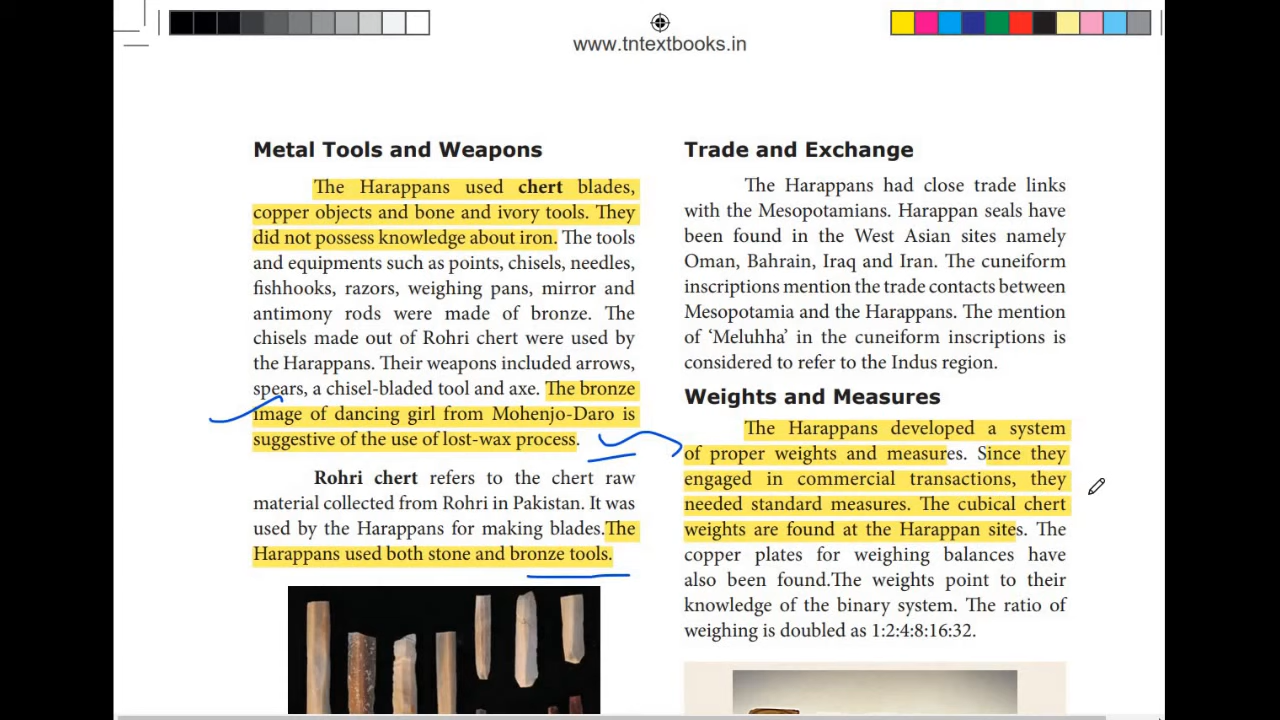 www.tntextbooks.in
Metal Tools and Weapons
The Harappans used chert blades,
copper objects and bone and ivory tools. They
did not possess knowledge about iron. The tools
and equipments such as points, chisels, needles,
fishhooks, razors, weighing pans, mirror and
antimony rods were made of bronze. The
chisels made out of Rohri chert were used by
the Harappans. Their weapons included arrows,
spears, a chisel-bladed tool and axe. The bronze
image of dancing girl from Mohenjo-Daro is
suggestive of the use of lost-wax process.
Rohri chert refers to the chert raw
material collected from Rohri in Pakistan. It was
used by the Harappans for making blades.The
Harappans used both stone and bronze tools.
Trade and Exchange
The Harappans had close trade links
with the Mesopotamians. Harappan seals have
been found in the West Asian sites namely
Oman, Bahrain, Iraq and Iran. The cuneiform
inscriptions mention the trade contacts between
Mesopotamia and the Harappans. The mention
of ‘Meluhha’ in the cuneiform inscriptions is
considered to refer to the Indus region.
Weights and Measures
The Harappans developed a system
of proper weights and measures. Since they
engaged in commercial transactions, they
needed standard measures. The cubical chert
weights are found at the Harappan sites. The
copper plates for weighing balances have
also been found.The weights point to their
knowledge of the binary system. The ratio of
weighing is doubled as 1:2:4:8:16:32.